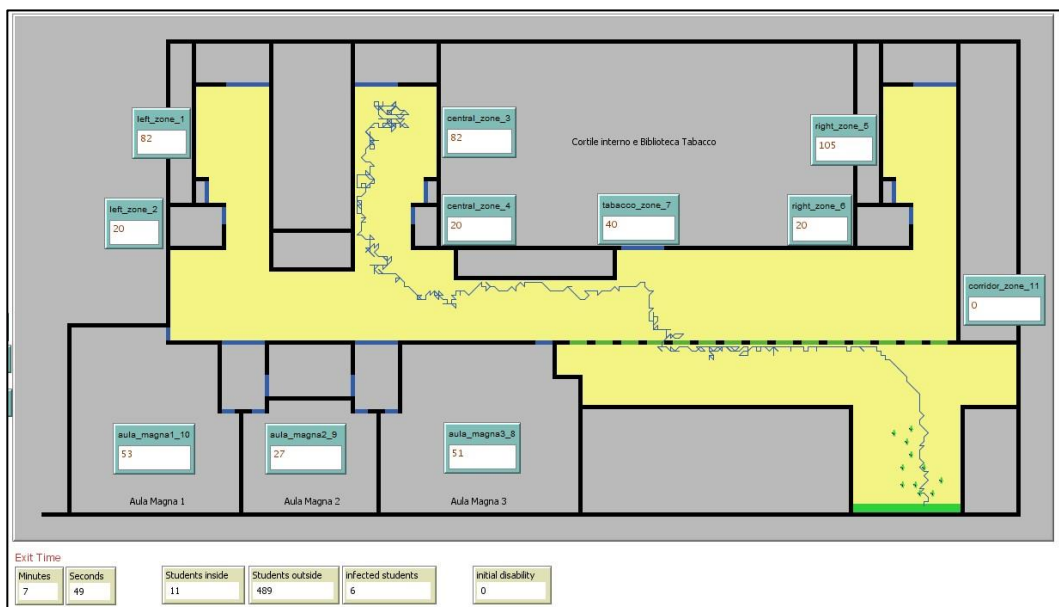 left_zone_1
82
central_zone_3
82
right_zone_5
105
Cortile interno e Biblioteca Tabacco
left_zone_2
20
central_zone_4
20
tabacco_zone_7
40
right_zone_6
20
corridor_zone_11
0
aula_magna1_10
53
aula_magna2_9
27
aula_magna3_8
51
Aula Magna 1
Aula Magna 2
Aula Magna 3
Exit Time
Minutes
7
Seconds
49
Students inside
11
Students outside
489
infected students
6
initial disability
0